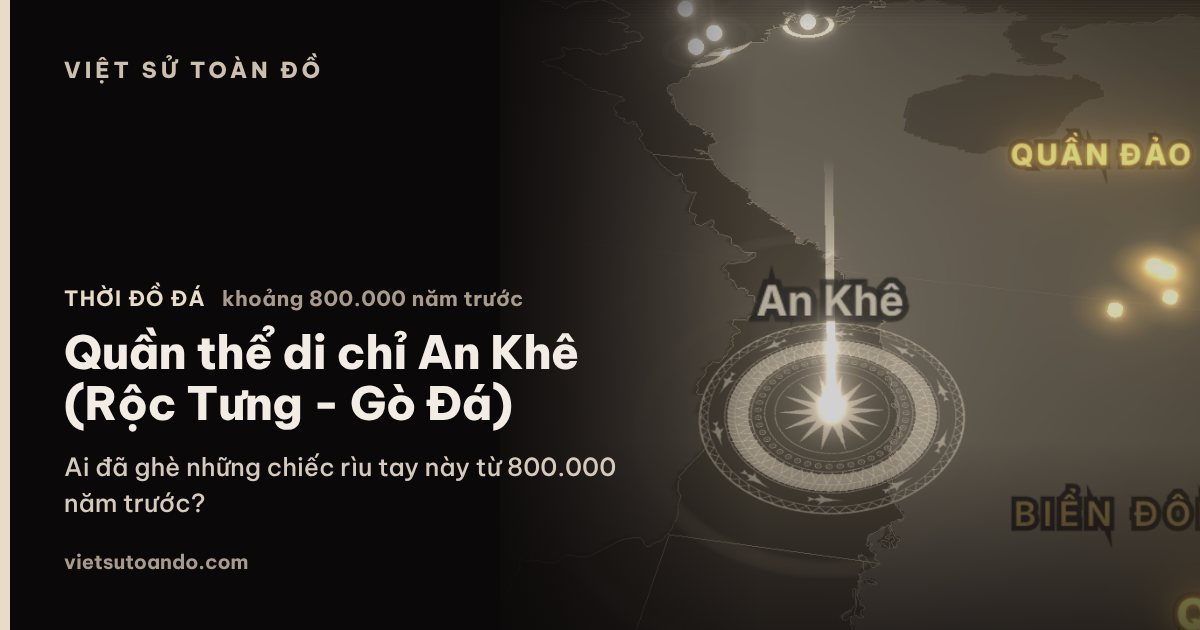 VIỆT SỬ TOÀN ĐỒ
QUẦN ĐẢO
An Khê
THỜI ĐỒ ĐÁ khoảng 800.000 năm trước
Quần thể di chỉ An Khê
(Rộc Tưng - Gò Đá)
Ai đã ghè những chiếc rìu tay này từ 800.000
năm trước?
BIỂN ĐÔ
vietsutoando.com